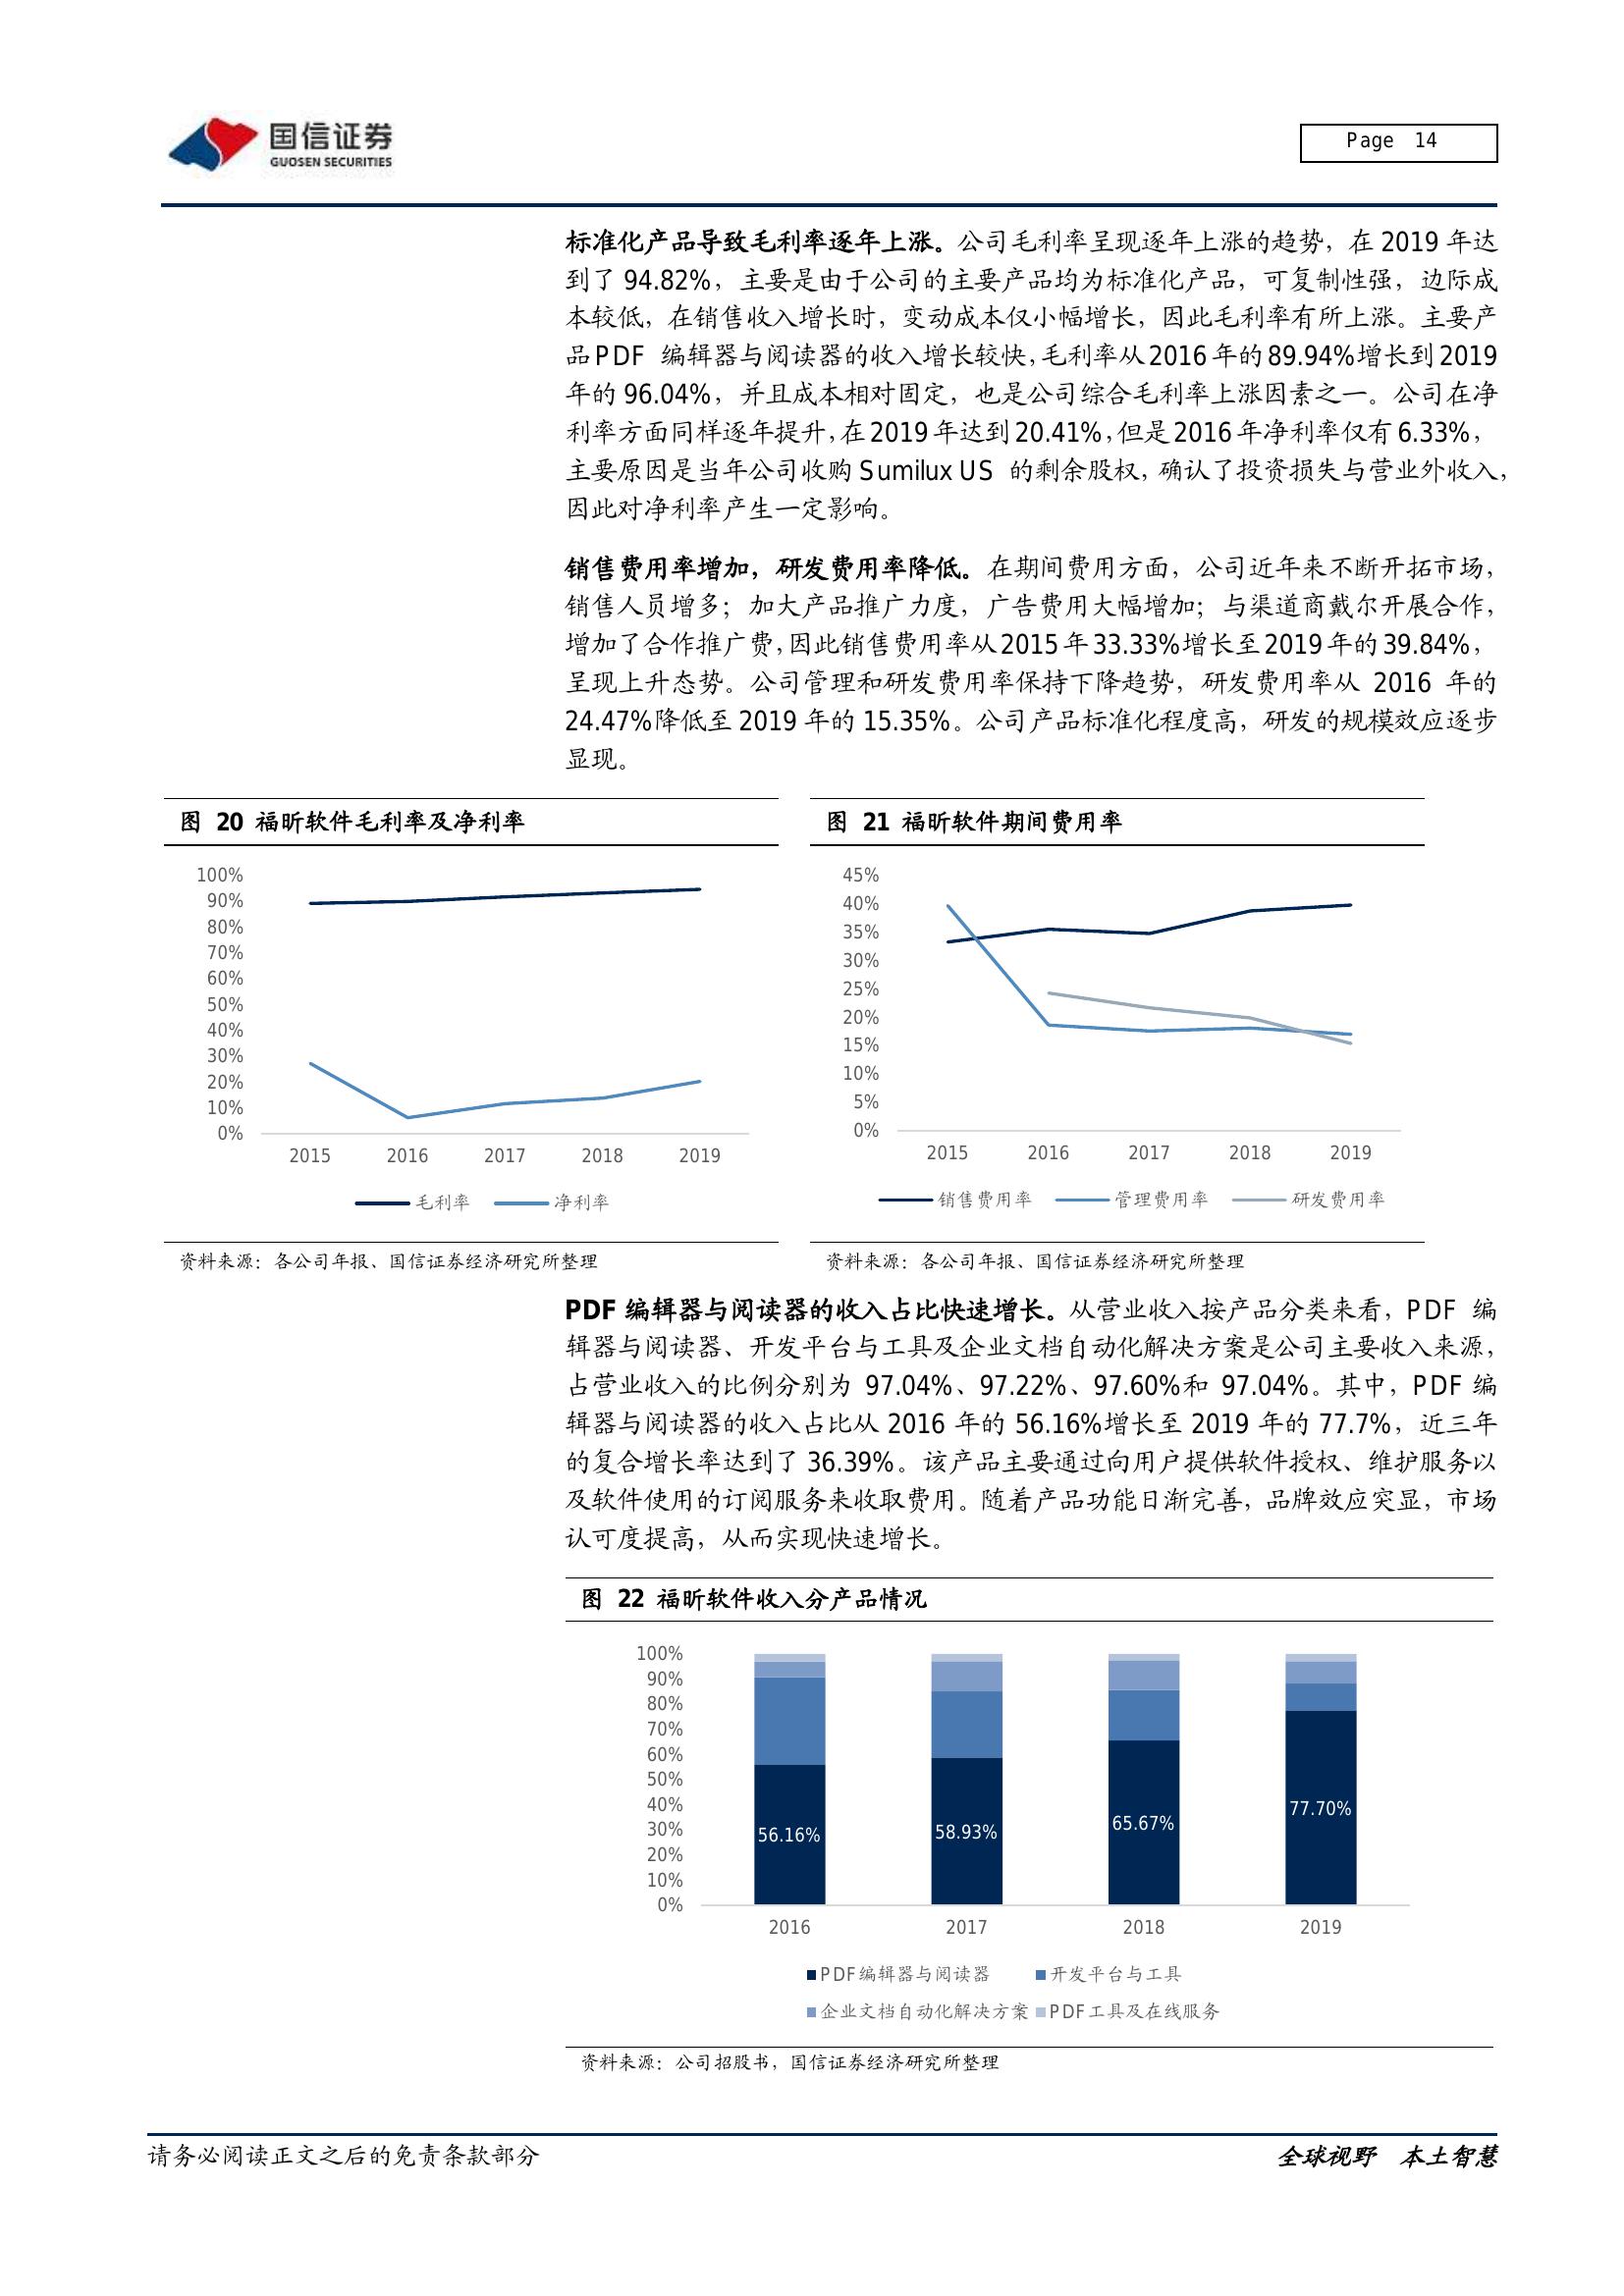 国信证券
GUOSEN SECURITIES
Page 14
标准化产品导致毛利率逐年上涨。公司毛利率呈现逐年上涨的趋势，在 2019 年达
到了 94.82%，主要是由于公司的主要产品均为标准化产品，可复制性强，边际成
本较低，在销售收入增长时，变动成本仅小幅增长，因此毛利率有所上涨。主要产
品 PDF 编辑器与阅读器的收入增长较快，毛利率从 2016 年的 89.94%增长到 2019
年的 96.04%，并且成本相对固定，也是公司综合毛利率上涨因素之一。公司在净
利率方面同样逐年提升，在 2019 年达到 20.41%，但是 2016 年净利率仅有 6.33%，
主要原因是当年公司收购 Sumilux US 的剩余股权，确认了投资损失与营业外收入，
因此对净利率产生一定影响。
销售费用率增加，研发费用率降低。在期间费用方面，公司近年来不断开拓市场，
销售人员增多；加大产品推广力度，广告费用大幅增加；与渠道商戴尔开展合作，
增加了合作推广费，因此销售费用率从 2015 年 33.33%增长至 2019 年的 39.84%，
呈现上升态势。公司管理和研发费用率保持下降趋势，研发费用率从 2016 年的
24.47%降低至 2019 年的 15.35%。公司产品标准化程度高，研发的规模效应逐步
显现。
图 20 福昕软件毛利率及净利率
100%
90%
80%
70%
60%
50%
40%
30%
20%
10%
0%
2015 2016 2017 2018 2019
毛利率 净利率
资料来源：各公司年报、国信证券经济研究所整理
图 21 福昕软件期间费用率
45%
40%
35%
30%
25%
20%
15%
10%
5%
0%
2015 2016 2017 2018 2019
销售费用率 管理费用率 研发费用率
资料来源：各公司年报、国信证券经济研究所整理
PDF 编辑器与阅读器的收入占比快速增长。从营业收入按产品分类来看，PDF 编
辑器与阅读器、开发平台与工具及企业文档自动化解决方案是公司主要收入来源，
占营业收入的比例分别为 97.04%、97.22%、97.60%和 97.04%。其中，PDF 编
辑器与阅读器的收入占比从 2016 年的 56.16%增长至 2019 年的 77.7%，近三年
的复合增长率达到了 36.39%。该产品主要通过向用户提供软件授权、维护服务以
及软件使用的订阅服务来收取费用。随着产品功能日渐完善，品牌效应突显，市场
认可度提高，从而实现快速增长。
图 22 福昕软件收入分产品情况
100%
90%
80%
70%
60%
50%
40%
30%
20%
10%
0%
56.16% 58.93% 65.67% 77.70%
2016 2017 2018 2019
PDF编辑器与阅读器 开发平台与工具
企业文档自动化解决方案 PDF工具及在线服务
资料来源：公司招股书，国信证券经济研究所整理
请务必阅读正文之后的免责条款部分
全球视野 本土智慧